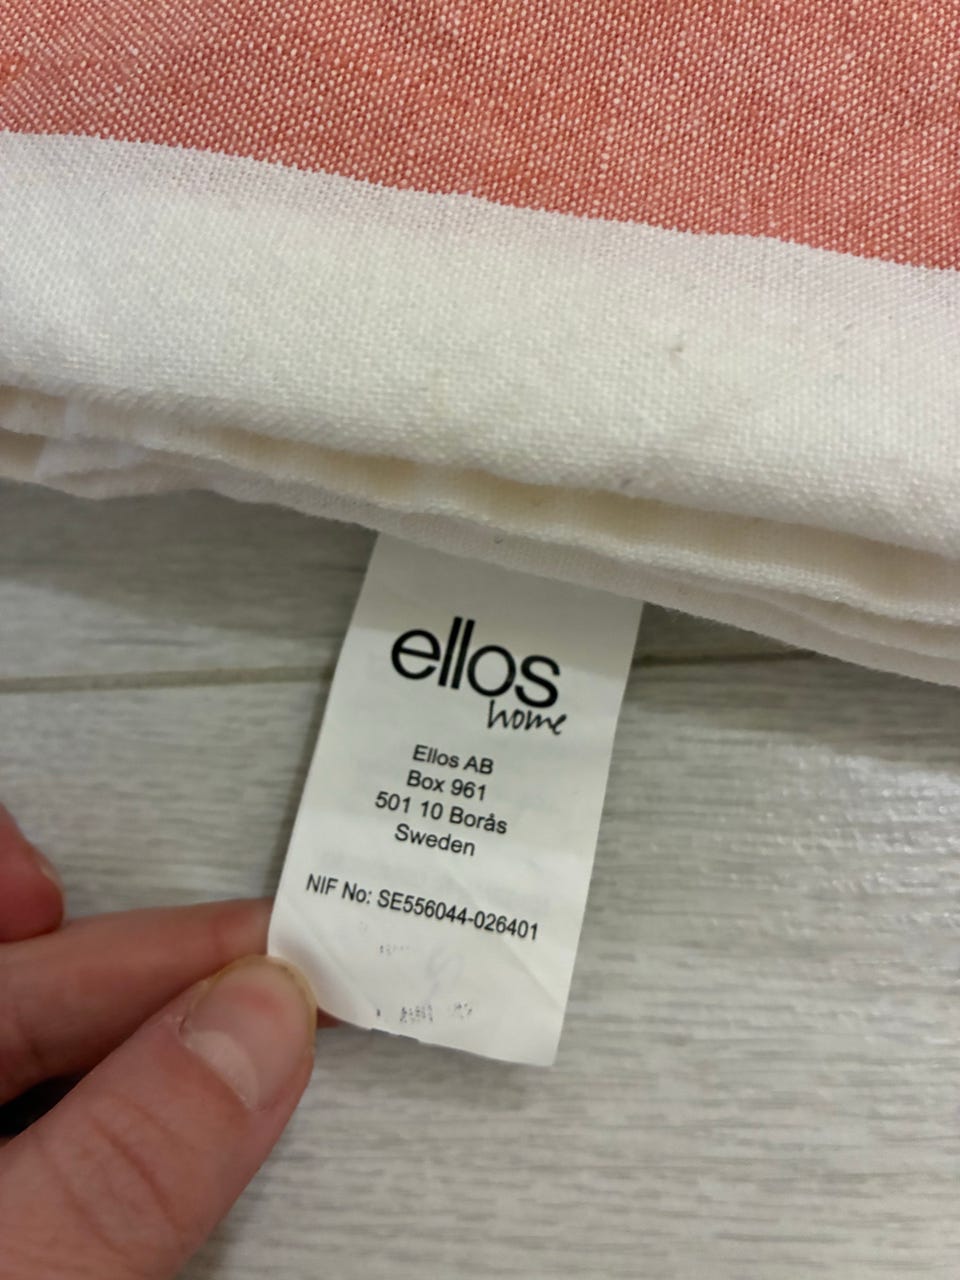 ellos
home
Ellos AB
Box 961
501 10 Borås
Sweden
NIF No: SE556044-026401